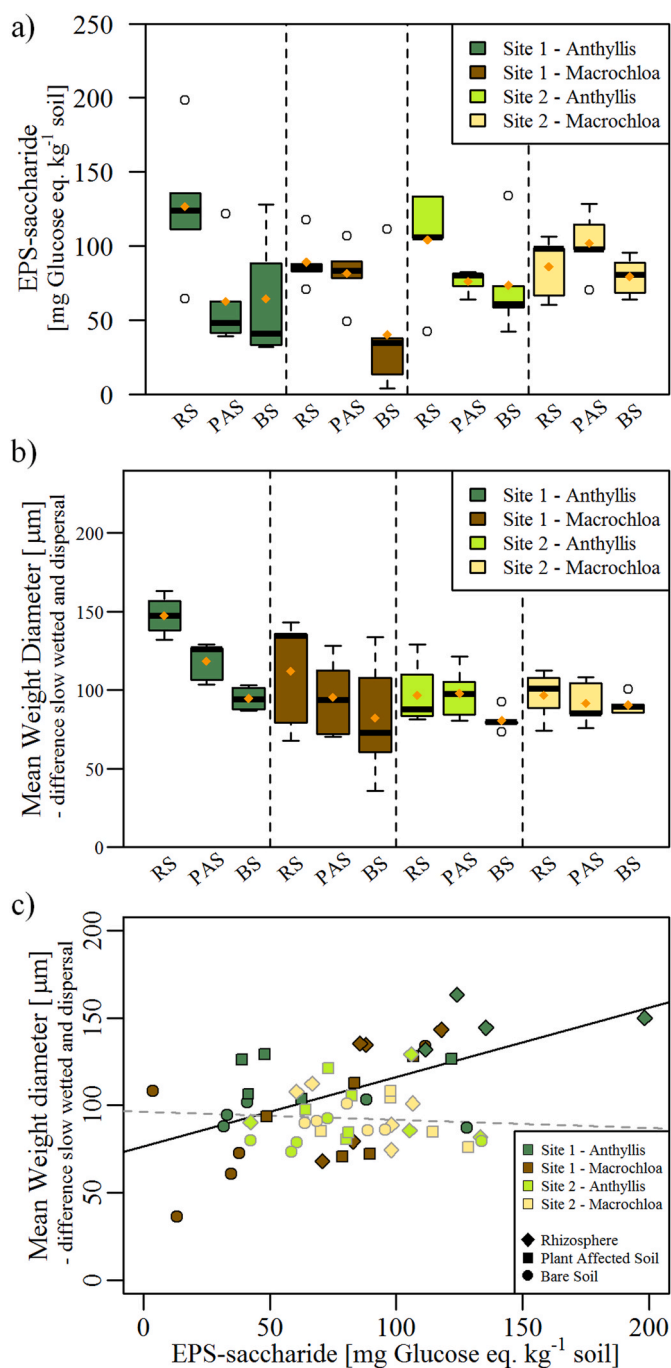 a)
EPS-saccharide
[mg Glucose eq. kg-1 soil]
250
200
150
100
50
0
Site 1 - Anthyllis
Site 1 - Macrochloa
Site 2 - Anthyllis
Site 2 - Macrochloa
RS PAS BS RS PAS BS RS PAS BS RS PAS BS
b)
Mean Weight Diameter [µm]
- difference slow wetted and dispersal
200
150
100
50
0
Site 1 - Anthyllis
Site 1 - Macrochloa
Site 2 - Anthyllis
Site 2 - Macrochloa
RS PAS BS RS PAS BS RS PAS BS RS PAS BS
c)
Mean Weight diameter [µm]
- difference slow wetted and dispersal
200
150
100
50
0
Site 1 - Anthyllis
Site 1 - Macrochloa
Site 2 - Anthyllis
Site 2 - Macrochloa
Rhizosphere
Plant Affected Soil
Bare Soil
0 50 100 150 200
EPS-saccharide [mg Glucose eq. kg-1 soil]